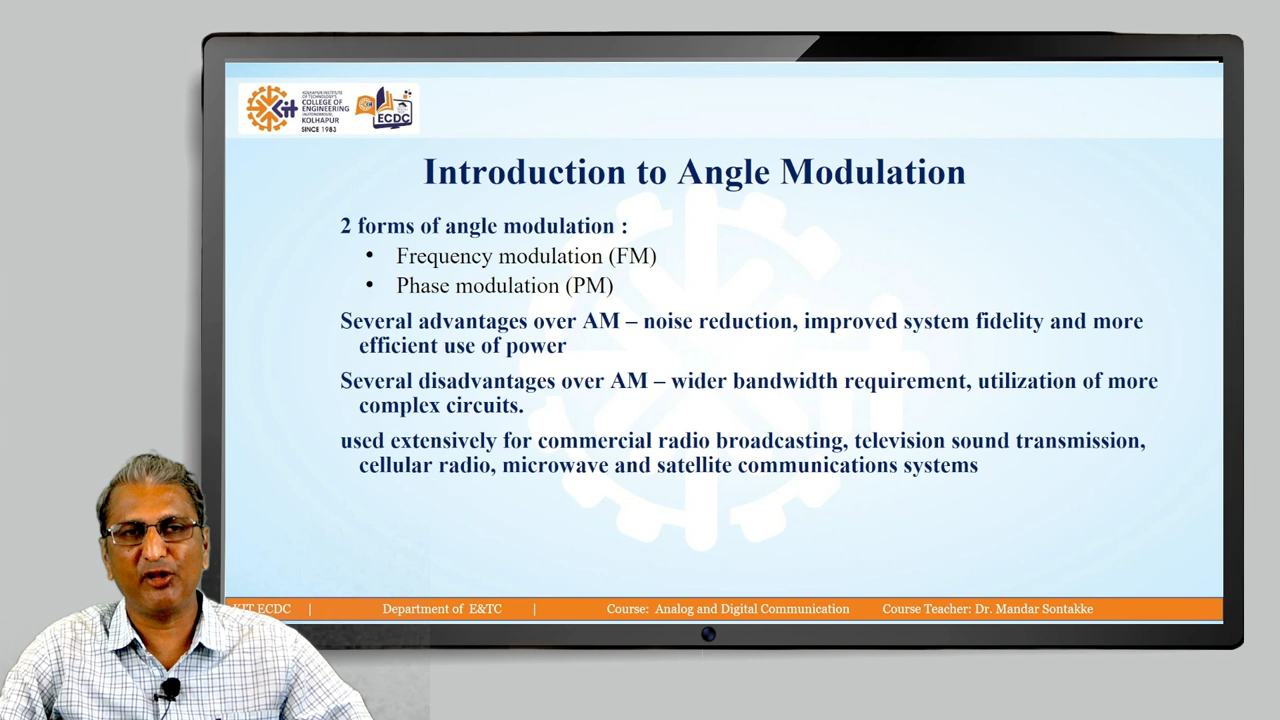 KOLHAPUR INSTITUTE
OF TECHNOLOGY'S
COLLEGE OF
ENGINEERING
(AUTONOMOUS),
KOLHAPUR
SINCE 1983
KIT
ECDC
Introduction to Angle Modulation
2 forms of angle modulation :
• Frequency modulation (FM)
• Phase modulation (PM)
Several advantages over AM – noise reduction, improved system fidelity and more
efficient use of power
Several disadvantages over AM – wider bandwidth requirement, utilization of more
complex circuits.
used extensively for commercial radio broadcasting, television sound transmission,
cellular radio, microwave and satellite communications systems
KIT ECDC | Department of E&TC | Course: Analog and Digital Communication Course Teacher: Dr. Mandar Sontakke